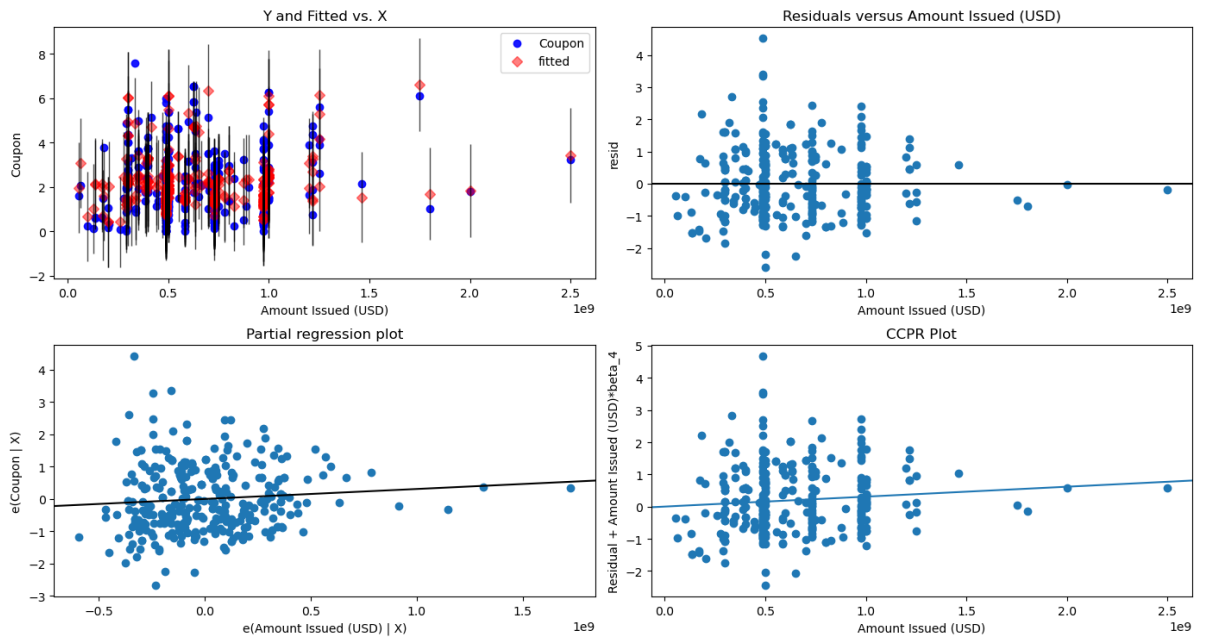 Y and Fitted vs. X
Coupon
fitted
Coupon
8
6
4
2
0
−2
0.0 0.5 1.0 1.5 2.0 2.5
1e9
Amount Issued (USD)
Residuals versus Amount Issued (USD)
resid
4
3
2
1
0
−1
−2
0.0 0.5 1.0 1.5 2.0 2.5
1e9
Amount Issued (USD)
Partial regression plot
e(Coupon | X)
4
3
2
1
0
−1
−2
−3
−0.5 0.0 0.5 1.0 1.5
1e9
e(Amount Issued (USD) | X)
CCPR Plot
Residual + Amount Issued (USD)*beta_4
5
4
3
2
1
0
−1
−2
0.0 0.5 1.0 1.5 2.0 2.5
1e9
Amount Issued (USD)